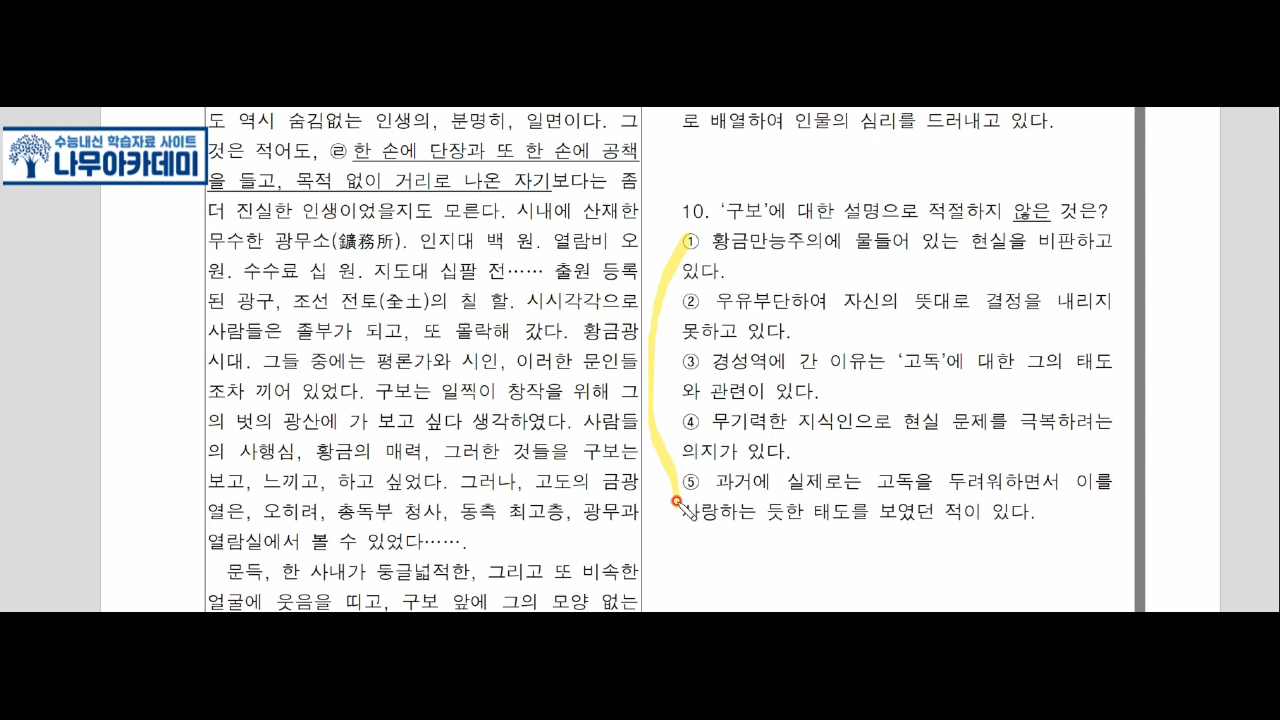 수능내신 학습자료 사이트
나무아카데미
도 역시 숨김없는 인생의, 분명히, 일면이다. 그
것은 적어도, ㉣ 한 손에 단장과 또 한 손에 공책
을 들고, 목적 없이 거리로 나온 자기보다는 좀
더 진실한 인생이었을지도 모른다. 시내에 산재한
무수한 광무소(鑛務所). 인지대 백 원. 열람비 오
원. 수수료 십 원. 지도대 십팔 전…… 출원 등록
된 광구, 조선 전토(全土)의 칠 할. 시시각각으로
사람들은 졸부가 되고, 또 몰락해 갔다. 황금광
시대. 그들 중에는 평론가와 시인, 이러한 문인들
조차 끼어 있었다. 구보는 일찍이 창작을 위해 그
의 벗의 광산에 가 보고 싶다 생각하였다. 사람들
의 사행심, 황금의 매력, 그러한 것들을 구보는
보고, 느끼고, 하고 싶었다. 그러나, 고도의 금광
열은, 오히려, 총독부 청사, 동측 최고층, 광무과
열람실에서 볼 수 있었다…….
문득, 한 사내가 둥글넓적한, 그리고 또 비속한
얼굴에 웃음을 띠고, 구보 앞에 그의 모양 없는
로 배열하여 인물의 심리를 드러내고 있다.
10. ‘구보’에 대한 설명으로 적절하지 않은 것은?
① 황금만능주의에 물들어 있는 현실을 비판하고
있다.
② 우유부단하여 자신의 뜻대로 결정을 내리지
못하고 있다.
③ 경성역에 간 이유는 ‘고독’에 대한 그의 태도
와 관련이 있다.
④ 무기력한 지식인으로 현실 문제를 극복하려는
의지가 있다.
⑤ 과거에 실제로는 고독을 두려워하면서 이를
사랑하는 듯한 태도를 보였던 적이 있다.